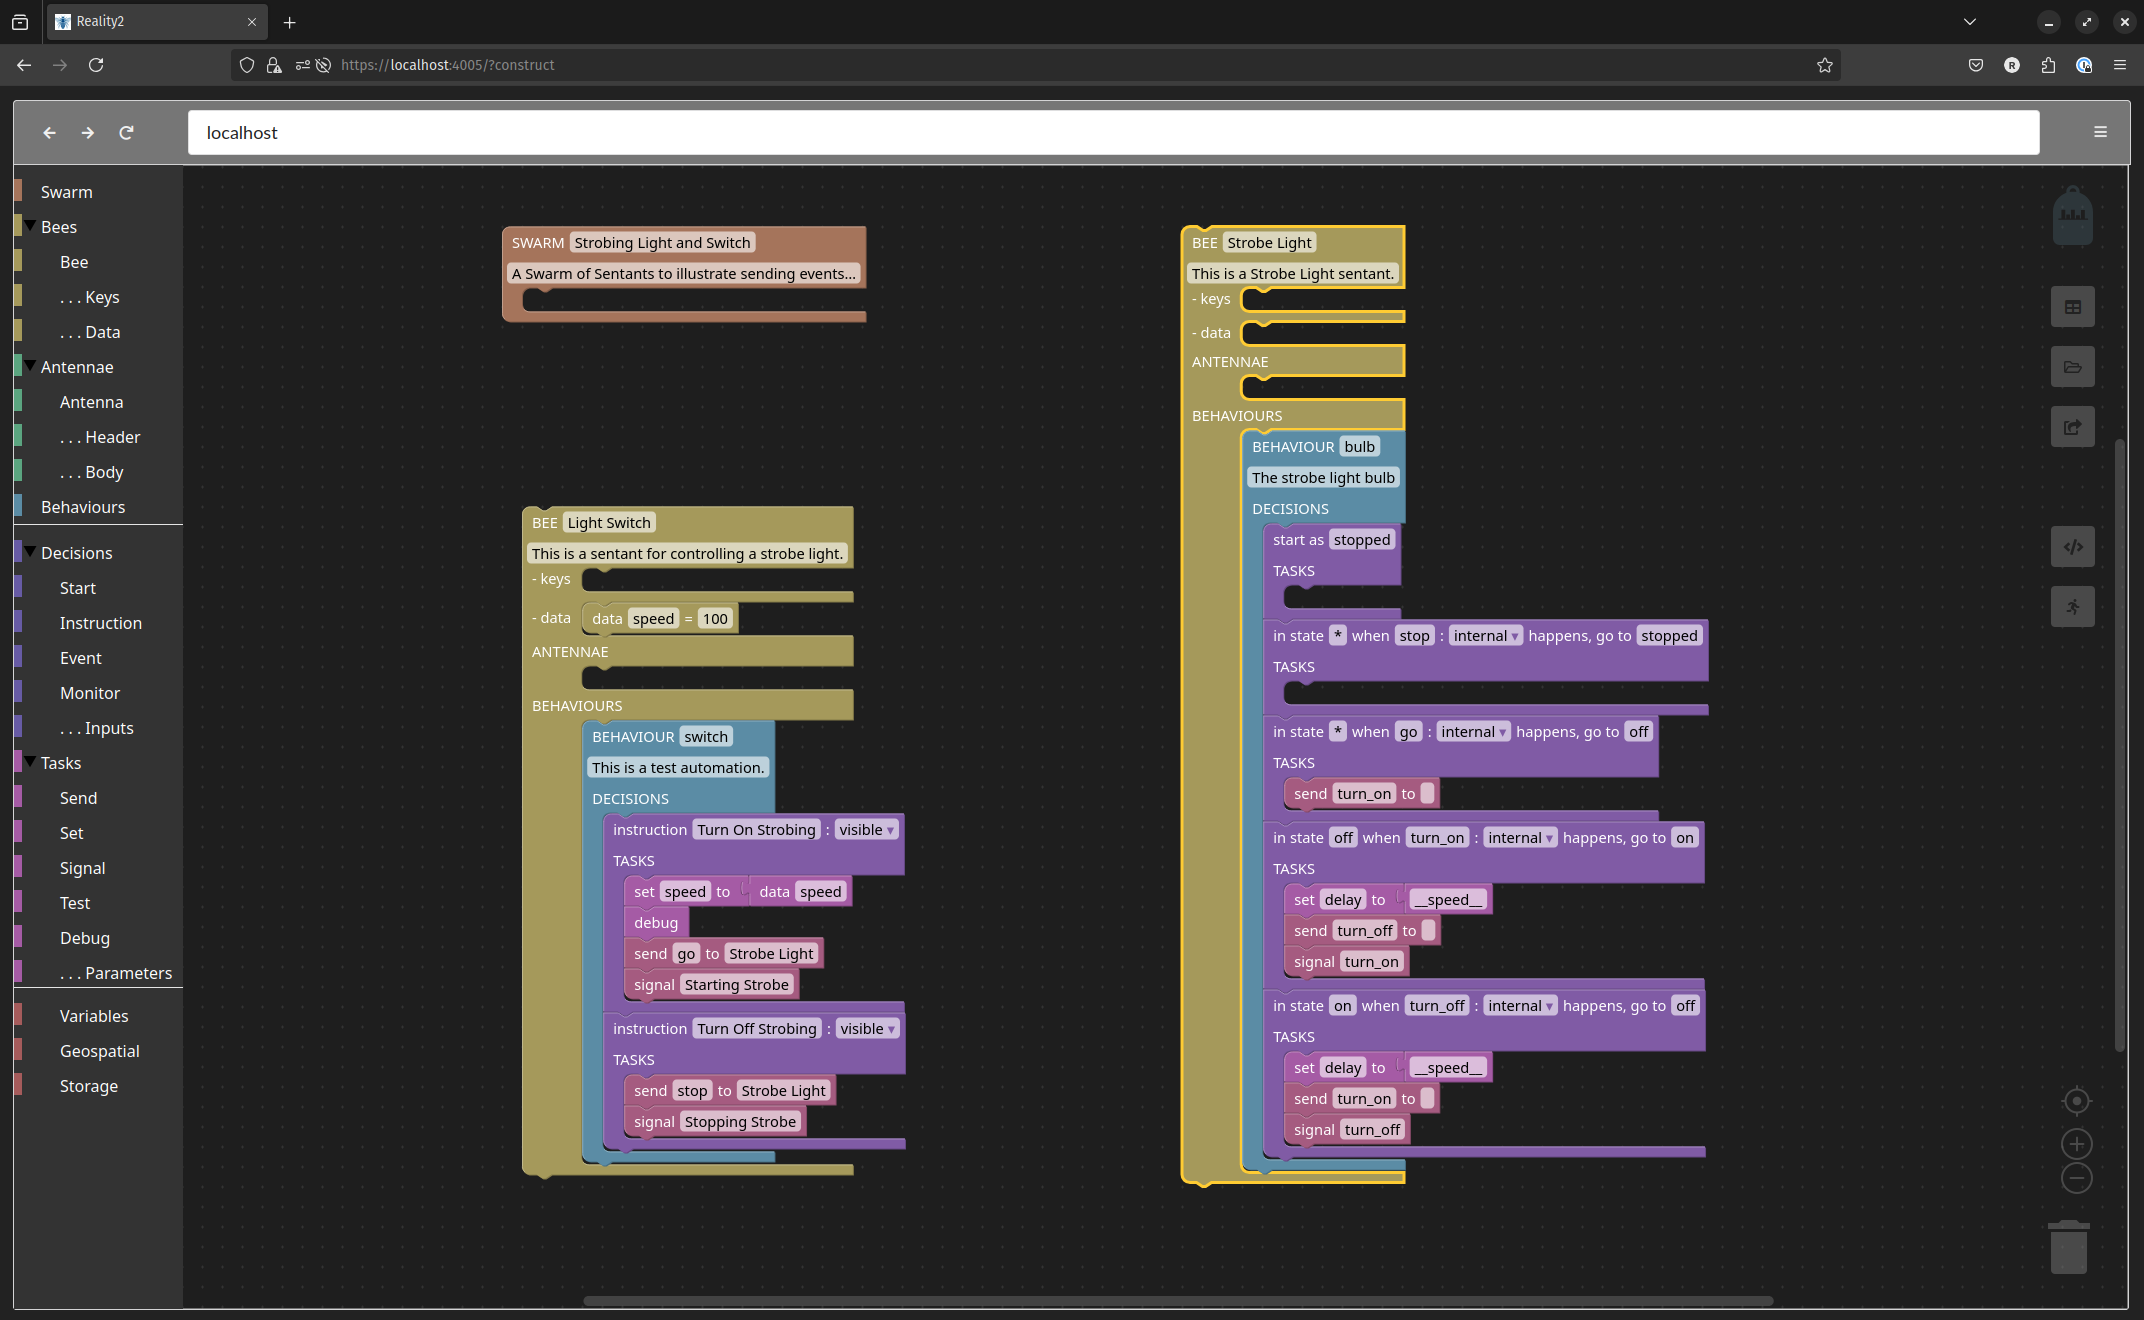 Reality2
https://localhost:4005/?construct
R
localhost
Swarm
Bees
Bee
. . . Keys
. . . Data
Antennae
Antenna
. . . Header
. . . Body
Behaviours
Decisions
Start
Instruction
Event
Monitor
. . . Inputs
Tasks
Send
Set
Signal
Test
Debug
. . . Parameters
Variables
Geospatial
Storage
SWARM Strobing Light and Switch
A Swarm of Sentants to illustrate sending events...
BEE Light Switch
This is a sentant for controlling a strobe light.
- keys
- data data speed = 100
ANTENNAE
BEHAVIOURS
BEHAVIOUR switch
This is a test automation.
DECISIONS
instruction Turn On Strobing : visible
TASKS
set speed to data speed
debug
send go to Strobe Light
signal Starting Strobe
instruction Turn Off Strobing : visible
TASKS
send stop to Strobe Light
signal Stopping Strobe
BEE Strobe Light
This is a Strobe Light sentant.
- keys
- data
ANTENNAE
BEHAVIOURS
BEHAVIOUR bulb
The strobe light bulb
DECISIONS
start as stopped
TASKS
in state * when stop : internal happens, go to stopped
TASKS
in state * when go : internal happens, go to off
TASKS
send turn_on to
in state off when turn_on : internal happens, go to on
TASKS
set delay to __speed__
send turn_off to
signal turn_on
in state on when turn_off : internal happens, go to off
TASKS
set delay to __speed__
send turn_on to
signal turn_off